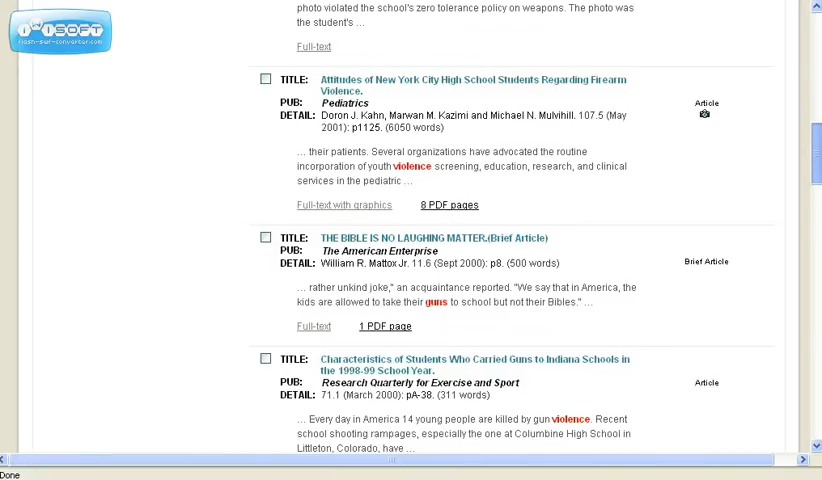 photo violated the school's zero tolerance policy on weapons. The photo was
the student's ...
Full-text
TITLE: Attitudes of New York City High School Students Regarding Firearm
Violence.
PUB: Pediatrics
Article
DETAIL: Doron J. Kahn, Marwan M. Kazimi and Michael N. Mulvihill. 107.5 (May
2001): p1125. (6050 words)
... their patients. Several organizations have advocated the routine
incorporation of youth violence screening, education, research, and clinical
services in the pediatric ...
Full-text with graphics 8 PDF pages
TITLE: THE BIBLE IS NO LAUGHING MATTER.(Brief Article)
PUB: The American Enterprise
DETAIL: William R. Mattox Jr. 11.6 (Sept 2000): p8. (500 words)
Brief Article
... rather unkind joke," an acquaintance reported. "We say that in America, the
kids are allowed to take their guns to school but not their Bibles." ...
Full-text 1 PDF page
TITLE: Characteristics of Students Who Carried Guns to Indiana Schools in
the 1998-99 School Year.
PUB: Research Quarterly for Exercise and Sport
Article
DETAIL: 71.1 (March 2000): pA-38. (311 words)
... Every day in America 14 young people are killed by gun violence. Recent
school shooting rampages, especially the one at Columbine High School in
Littleton, Colorado, have ...
Done
iWiSOFT
flash-swf-converter.com